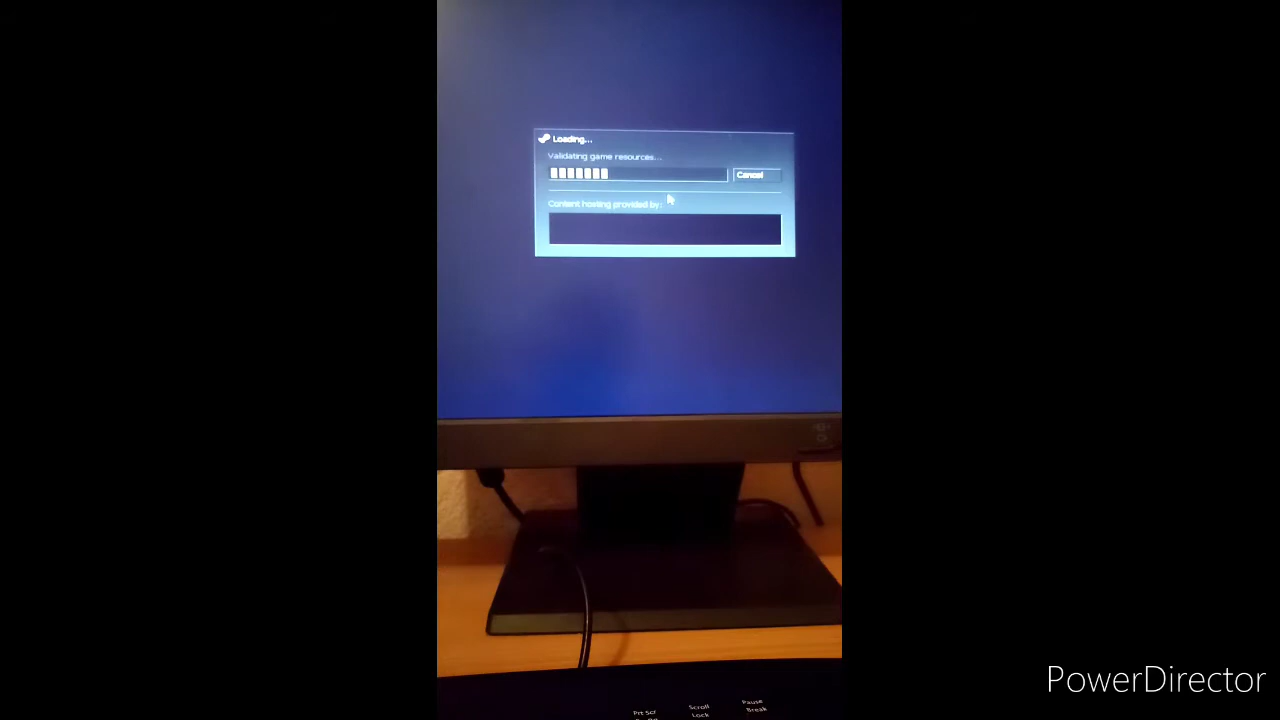 Loading...
Validating game resources...
Cancel
Content hosting provided by:
PowerDirector
Prt Scr
Scroll
Lock
Pause
Break